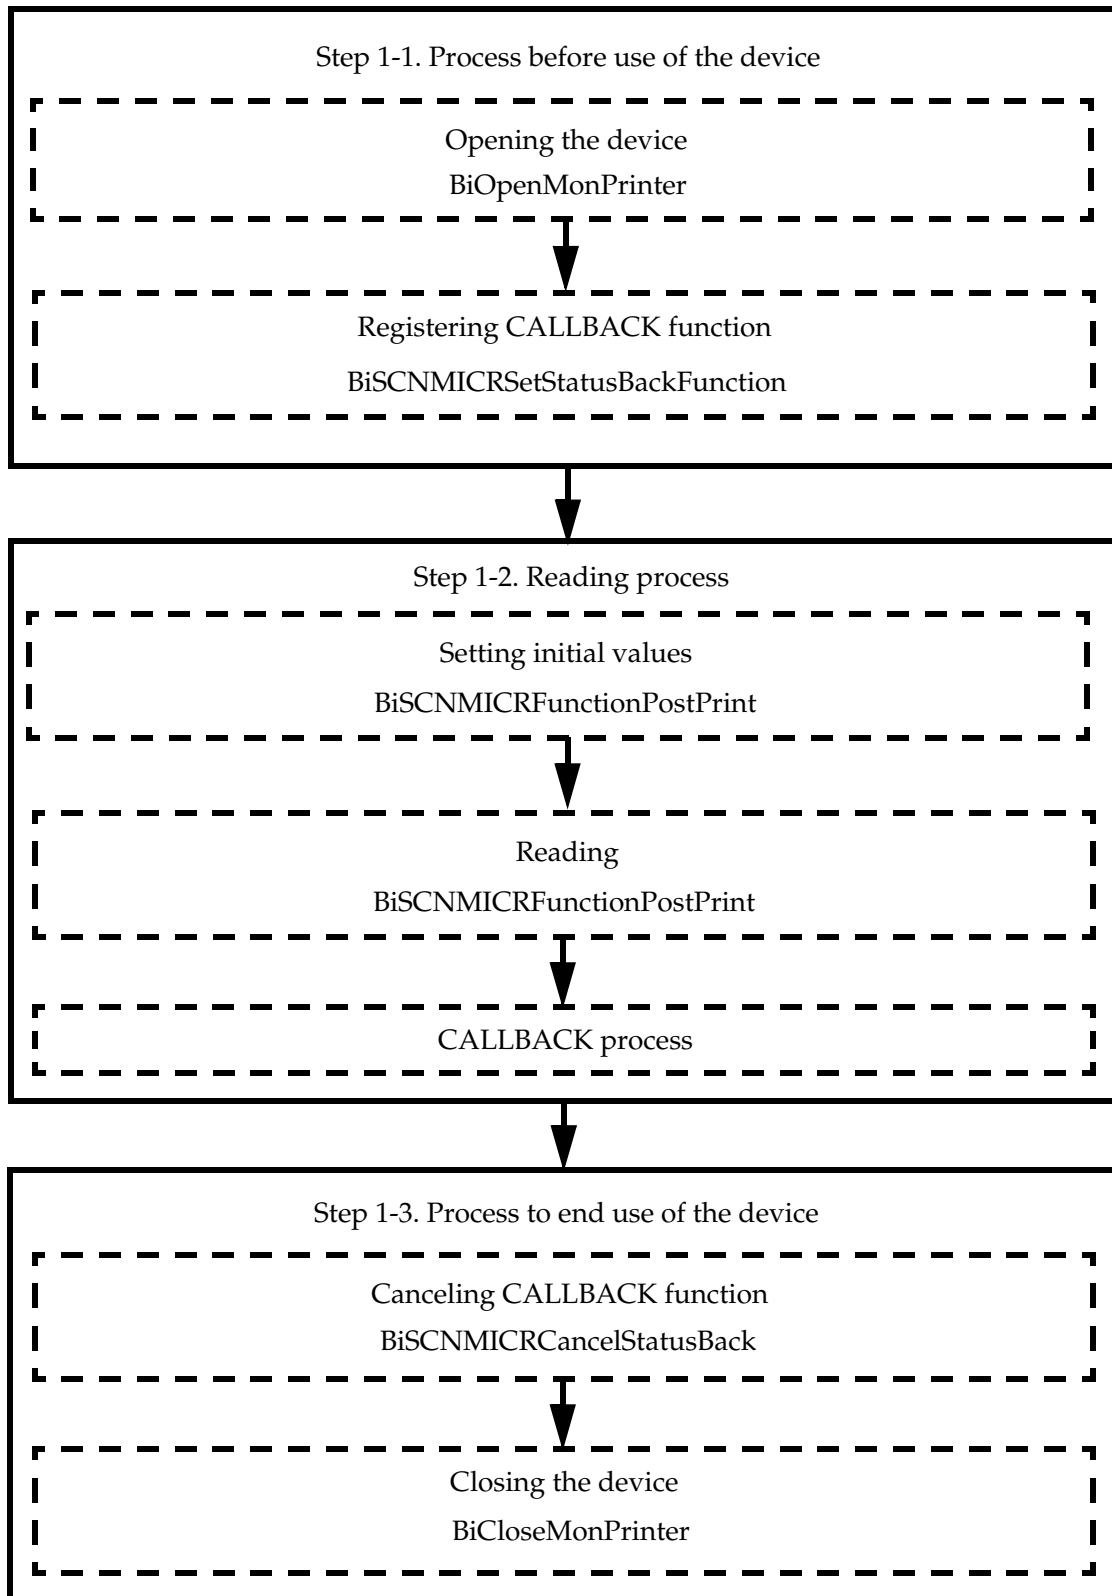 Step 1-1. Process before use of the device
Opening the device
BiOpenMonPrinter
Registering CALLBACK function
BiSCNMICRSetStatusBackFunction
Step 1-2. Reading process
Setting initial values
BiSCNMICRFunctionPostPrint
Reading
BiSCNMICRFunctionPostPrint
CALLBACK process
Step 1-3. Process to end use of the device
Canceling CALLBACK function
BiSCNMICRCancelStatusBack
Closing the device
BiCloseMonPrinter